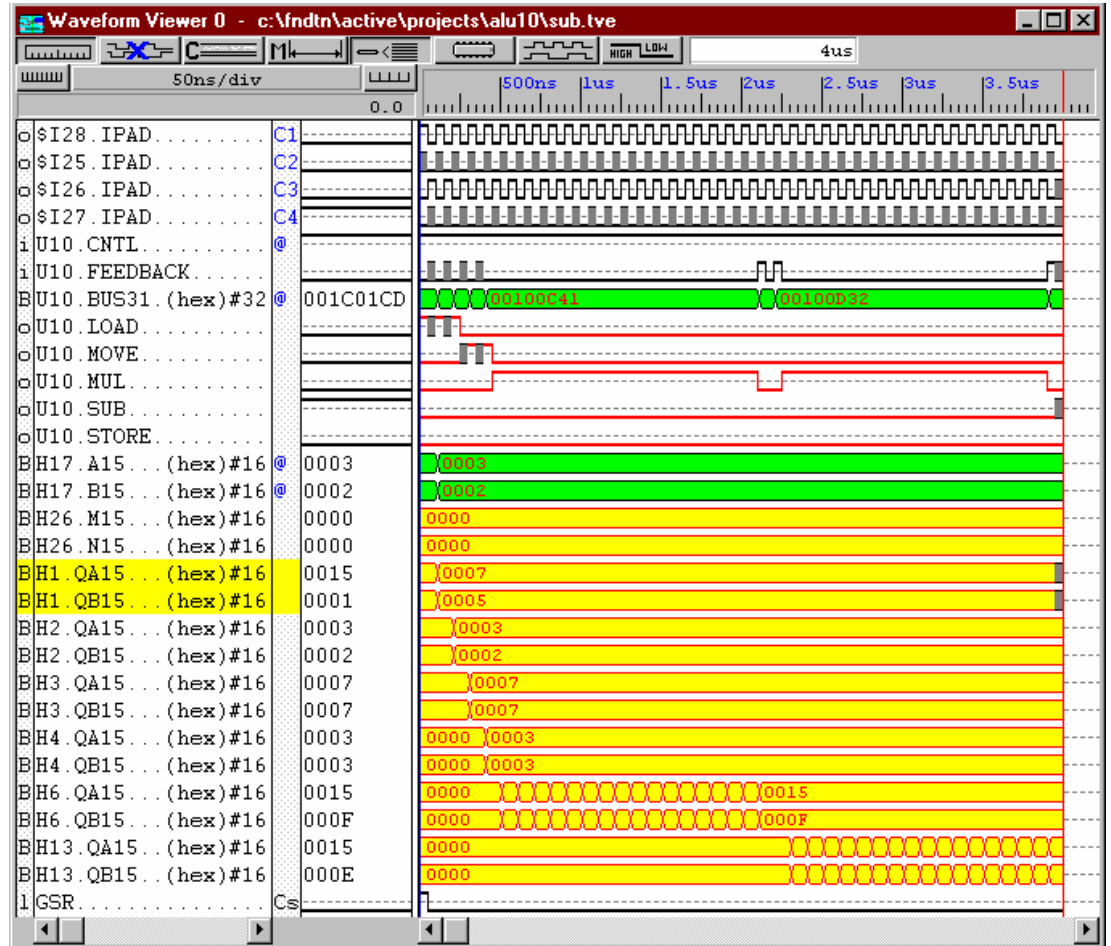 Waveform Viewer 0 - c:\fndtn\active\projects\alu10\sub.tve
C M HIGH LOW 4us
50ns/div 500ns 1us 1.5us 2us 2.5us 3us 3.5us
0.0
o $I28.IPAD......... C1
o $I25.IPAD......... C2
o $I26.IPAD......... C3
o $I27.IPAD......... C4
i U10.CNTL.......... @
i U10.FEEDBACK......
B U10.BUS31.(hex)#32 @ 001C01CD 00100C41 00100D32
o U10.LOAD..........
o U10.MOVE..........
o U10.MUL...........
o U10.SUB...........
o U10.STORE.........
B H17.A15...(hex)#16 @ 0003 0003
B H17.B15...(hex)#16 @ 0002 0002
B H26.M15...(hex)#16 0000 0000
B H26.N15...(hex)#16 0000 0000
B H1.QA15...(hex)#16 0015 0007
B H1.QB15...(hex)#16 0001 0005
B H2.QA15...(hex)#16 0003 0003
B H2.QB15...(hex)#16 0002 0002
B H3.QA15...(hex)#16 0007 0007
B H3.QB15...(hex)#16 0007 0007
B H4.QA15...(hex)#16 0003 0000 0003
B H4.QB15...(hex)#16 0003 0000 0003
B H6.QA15...(hex)#16 0015 0000 0015
B H6.QB15...(hex)#16 000F 0000 000F
B H13.QA15..(hex)#16 0015 0000
B H13.QB15..(hex)#16 000E 0000
l GSR............... Cs